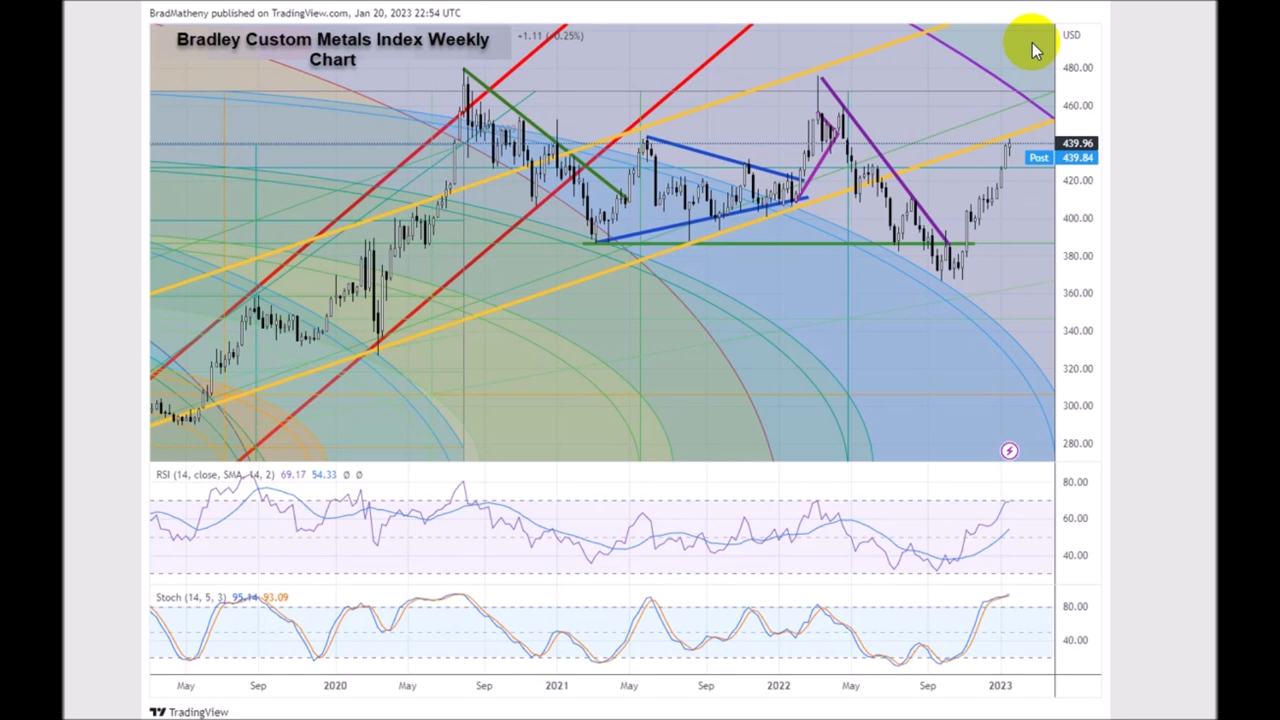 BradMatheny published on TradingView.com, Jan 20, 2023 22:54 UTC
Bradley Custom Metals Index Weekly
Chart
+1.11 (+0.25%)
USD
480.00
460.00
439.96
Post 439.84
420.00
400.00
380.00
360.00
340.00
320.00
300.00
280.00
RSI (14, close, SMA, 14, 2) 69.17 54.33 Ø Ø
80.00
60.00
40.00
Stoch (14, 5, 3) 95.14 93.09
80.00
40.00
May Sep 2020 May Sep 2021 May Sep 2022 May Sep 2023
TradingView